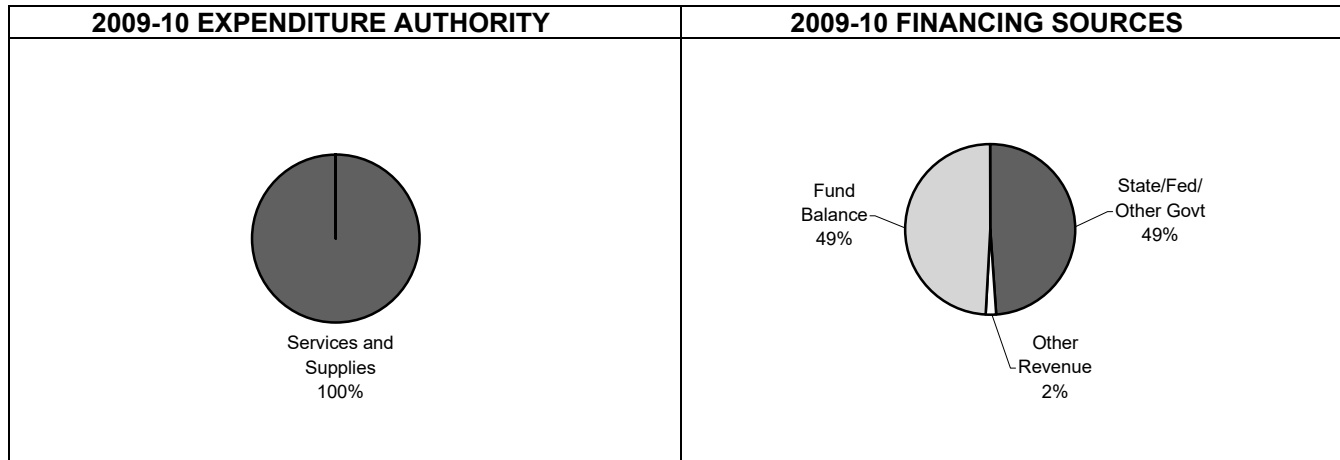 2009-10 EXPENDITURE AUTHORITY
Services and
Supplies
100%
2009-10 FINANCING SOURCES
Fund
Balance
49%
State/Fed/
Other Govt
49%
Other
Revenue
2%